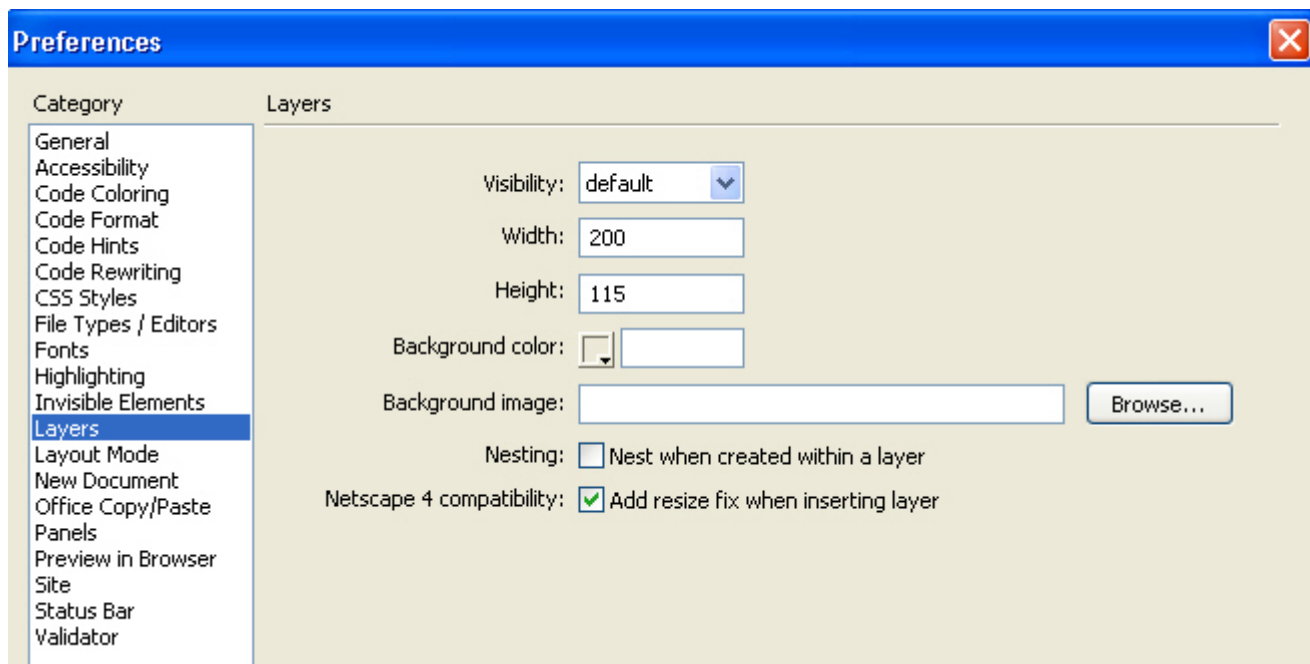 Preferences
Category
General
Accessibility
Code Coloring
Code Format
Code Hints
Code Rewriting
CSS Styles
File Types / Editors
Fonts
Highlighting
Invisible Elements
Layers
Layout Mode
New Document
Office Copy/Paste
Panels
Preview in Browser
Site
Status Bar
Validator
Layers
Visibility: default
Width: 200
Height: 115
Background color:
Background image: Browse...
Nesting: Nest when created within a layer
Netscape 4 compatibility: Add resize fix when inserting layer